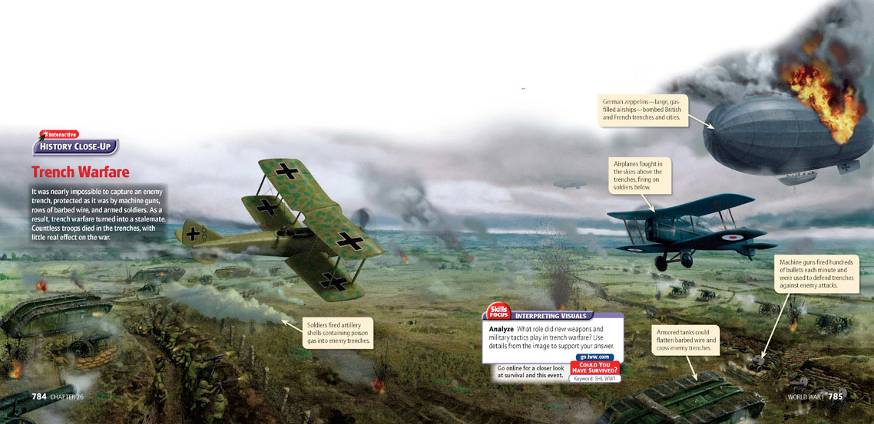 interactive
HISTORY CLOSE-UP
Trench Warfare
It was nearly impossible to capture an enemy
trench, protected as it was by machine guns,
rows of barbed wire, and armed soldiers. As a
result, trench warfare turned into a stalemate.
Countless troops died in the trenches, with
little real effect on the war.
German zeppelins—large, gas-
filled airships—bombed British
and French trenches and cities.
Airplanes fought in
the skies above the
trenches, firing on
soldiers below.
Machine guns fired hundreds
of bullets each minute and
were used to defend trenches
against enemy attacks.
Soldiers fired artillery
shells containing poison
gas into enemy trenches.
Skills
FOCUS
INTERPRETING VISUALS
Analyze What role did new weapons and
military tactics play in trench warfare? Use
details from the image to support your answer.
go.hrw.com
Go online for a closer look
at survival and this event.
COULD YOU
HAVE SURVIVED?
Keyword: SHL WW1
Armored tanks could
flatten barbed wire and
cross enemy trenches.
784 CHAPTER 26
WORLD WAR I 785